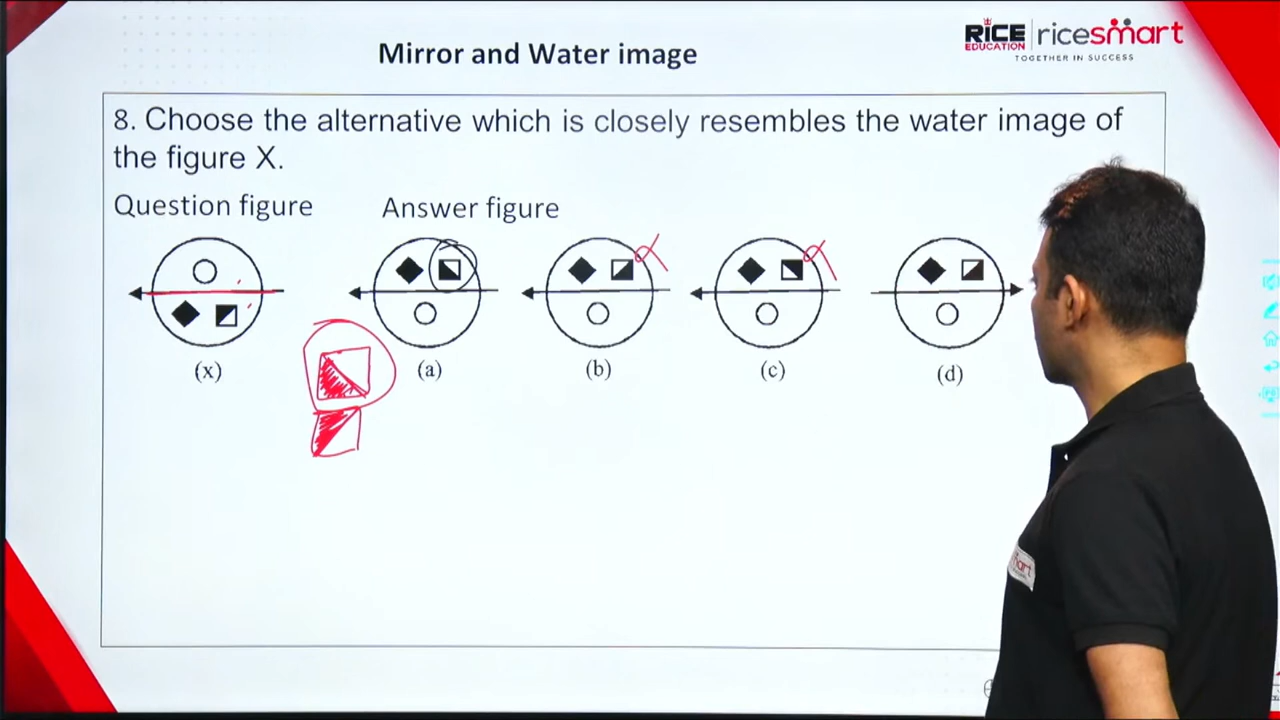 RICE EDUCATION ricesmart
TOGETHER IN SUCCESS
Mirror and Water image
8. Choose the alternative which is closely resembles the water image of
the figure X.
Question figure
Answer figure
(x)
(a)
(b)
(c)
(d)